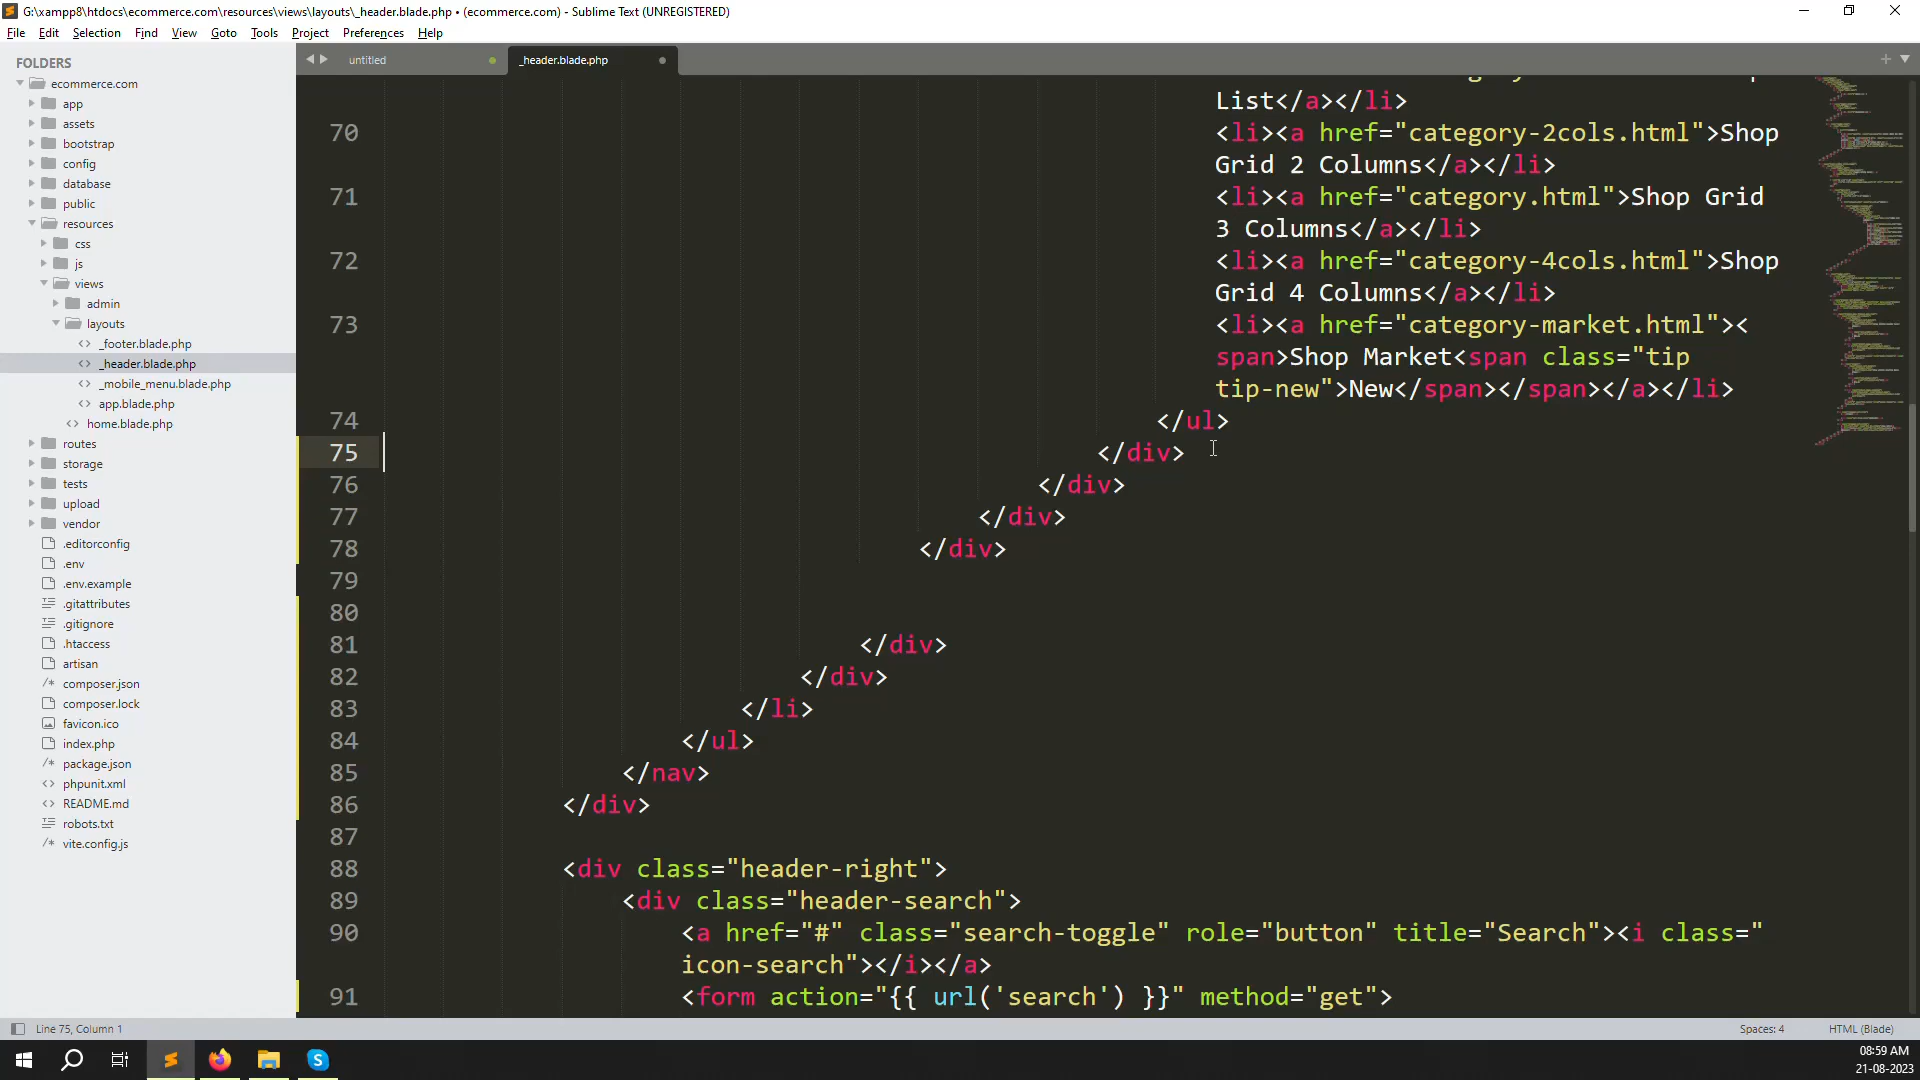 G:\xampp8\htdocs\ecommerce.com\resources\views\layouts\_header.blade.php • (ecommerce.com) - Sublime Text (UNREGISTERED)
File Edit Selection Find View Goto Tools Project Preferences Help
FOLDERS
ecommerce.com
app
assets
bootstrap
config
database
public
resources
css
js
views
admin
layouts
_footer.blade.php
_header.blade.php
_mobile_menu.blade.php
app.blade.php
home.blade.php
routes
storage
tests
upload
vendor
.editorconfig
.env
.env.example
.gitattributes
.gitignore
.htaccess
artisan
composer.json
composer.lock
favicon.ico
index.php
package.json
phpunit.xml
README.md
robots.txt
vite.config.js
untitled
_header.blade.php
List</a></li>
70 <li><a href="category-2cols.html">Shop
Grid 2 Columns</a></li>
71 <li><a href="category.html">Shop Grid
3 Columns</a></li>
72 <li><a href="category-4cols.html">Shop
Grid 4 Columns</a></li>
73 <li><a href="category-market.html"><
span>Shop Market<span class="tip
tip-new">New</span></span></a></li>
74 </ul>
75 </div>
76 </div>
77 </div>
78 </div>
79
80
81 </div>
82 </div>
83 </li>
84 </ul>
85 </nav>
86 </div>
87
88 <div class="header-right">
89 <div class="header-search">
90 <a href="#" class="search-toggle" role="button" title="Search"><i class="
icon-search"></i></a>
91 <form action="{{ url('search') }}" method="get">
Line 75, Column 1
Spaces: 4
HTML (Blade)
08:59 AM
21-08-2023